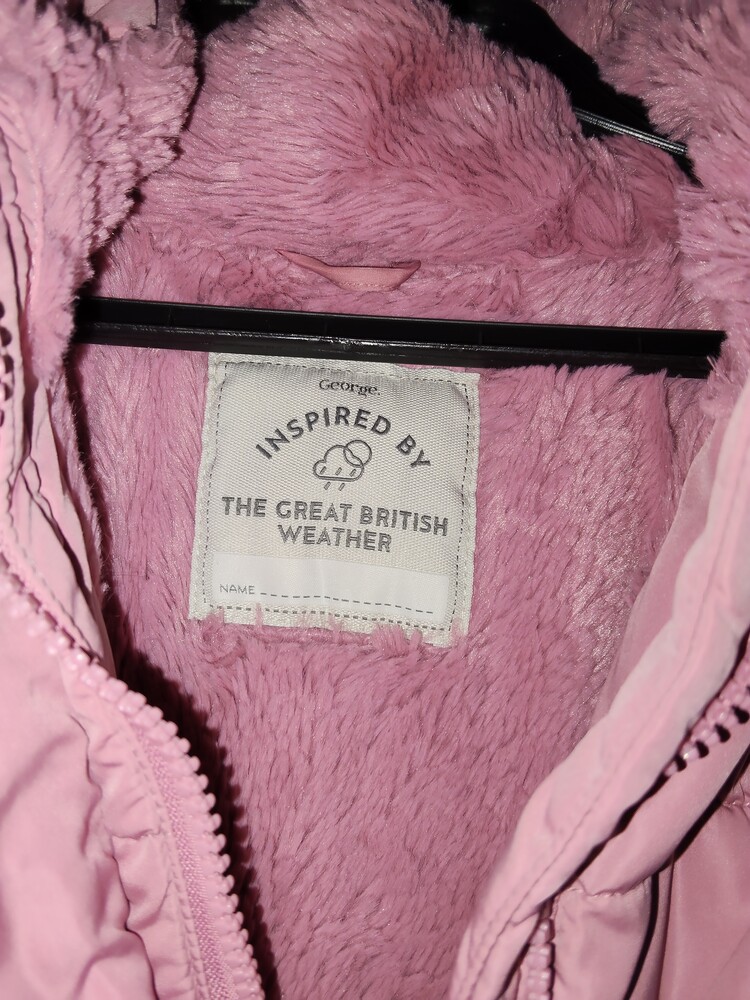 George.
INSPIRED BY
THE GREAT BRITISH
WEATHER
NAME